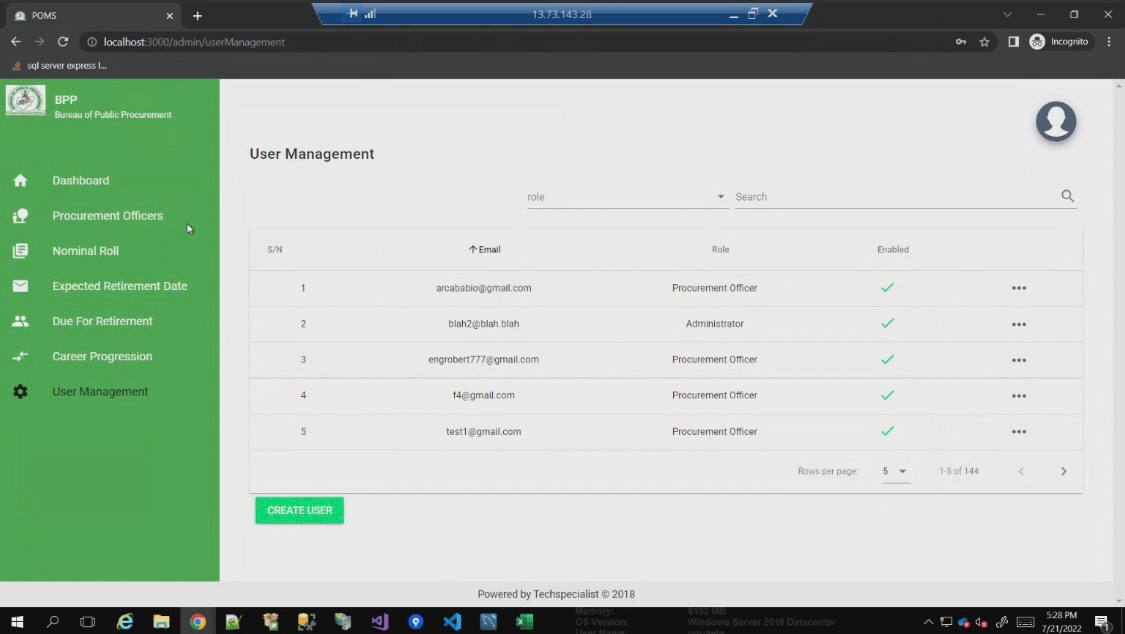 POMS
13.73.143.28
localhost:3000/admin/userManagement
Incognito
sql server express l...
BPP
Bureau of Public Procurement
Dashboard
Procurement Officers
Nominal Roll
Expected Retirement Date
Due For Retirement
Career Progression
User Management
User Management
role
Search
S/N Email Role Enabled
1 arcababio@gmail.com Procurement Officer
2 blah2@blah.blah Administrator
3 engrobert777@gmail.com Procurement Officer
4 f4@gmail.com Procurement Officer
5 test1@gmail.com Procurement Officer
Rows per page: 5 1-5 of 144
CREATE USER
Powered by Techspecialist © 2018
Memory: 8192 MB
OS Version: Windows Server 2016 Datacenter
User Name:
5:28 PM
7/21/2022
1